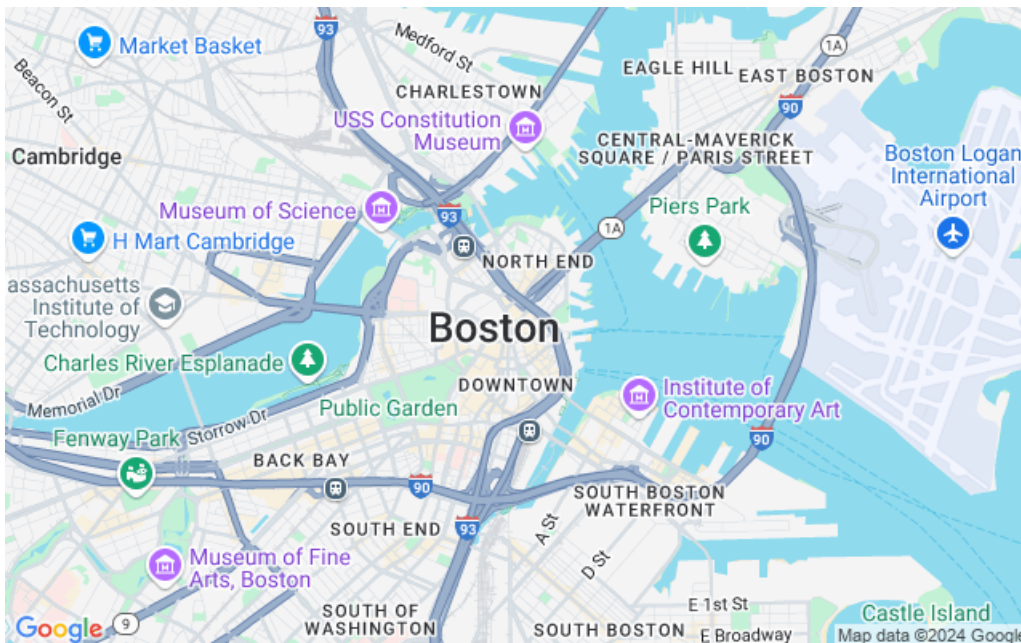 93
Market Basket
Medford St
1A
EAGLE HILL
EAST BOSTON
Beacon St
CHARLESTOWN
90
USS Constitution
Museum
CENTRAL-MAVERICK
SQUARE / PARIS STREET
Cambridge
Boston Logan
International
Airport
Museum of Science
93
Piers Park
H Mart Cambridge
1A
NORTH END
assachusetts
Institute of
Technology
Boston
Charles River Esplanade
DOWNTOWN
Institute of
Contemporary Art
Memorial Dr
Public Garden
Storrow Dr
Fenway Park
90
BACK BAY
90
SOUTH BOSTON
WATERFRONT
SOUTH END
93
A St
D St
Museum of Fine
Arts, Boston
SOUTH OF
WASHINGTON
E 1st St
Castle Island
Google
9
SOUTH BOSTON
E Broadway
Map data ©2024 Google